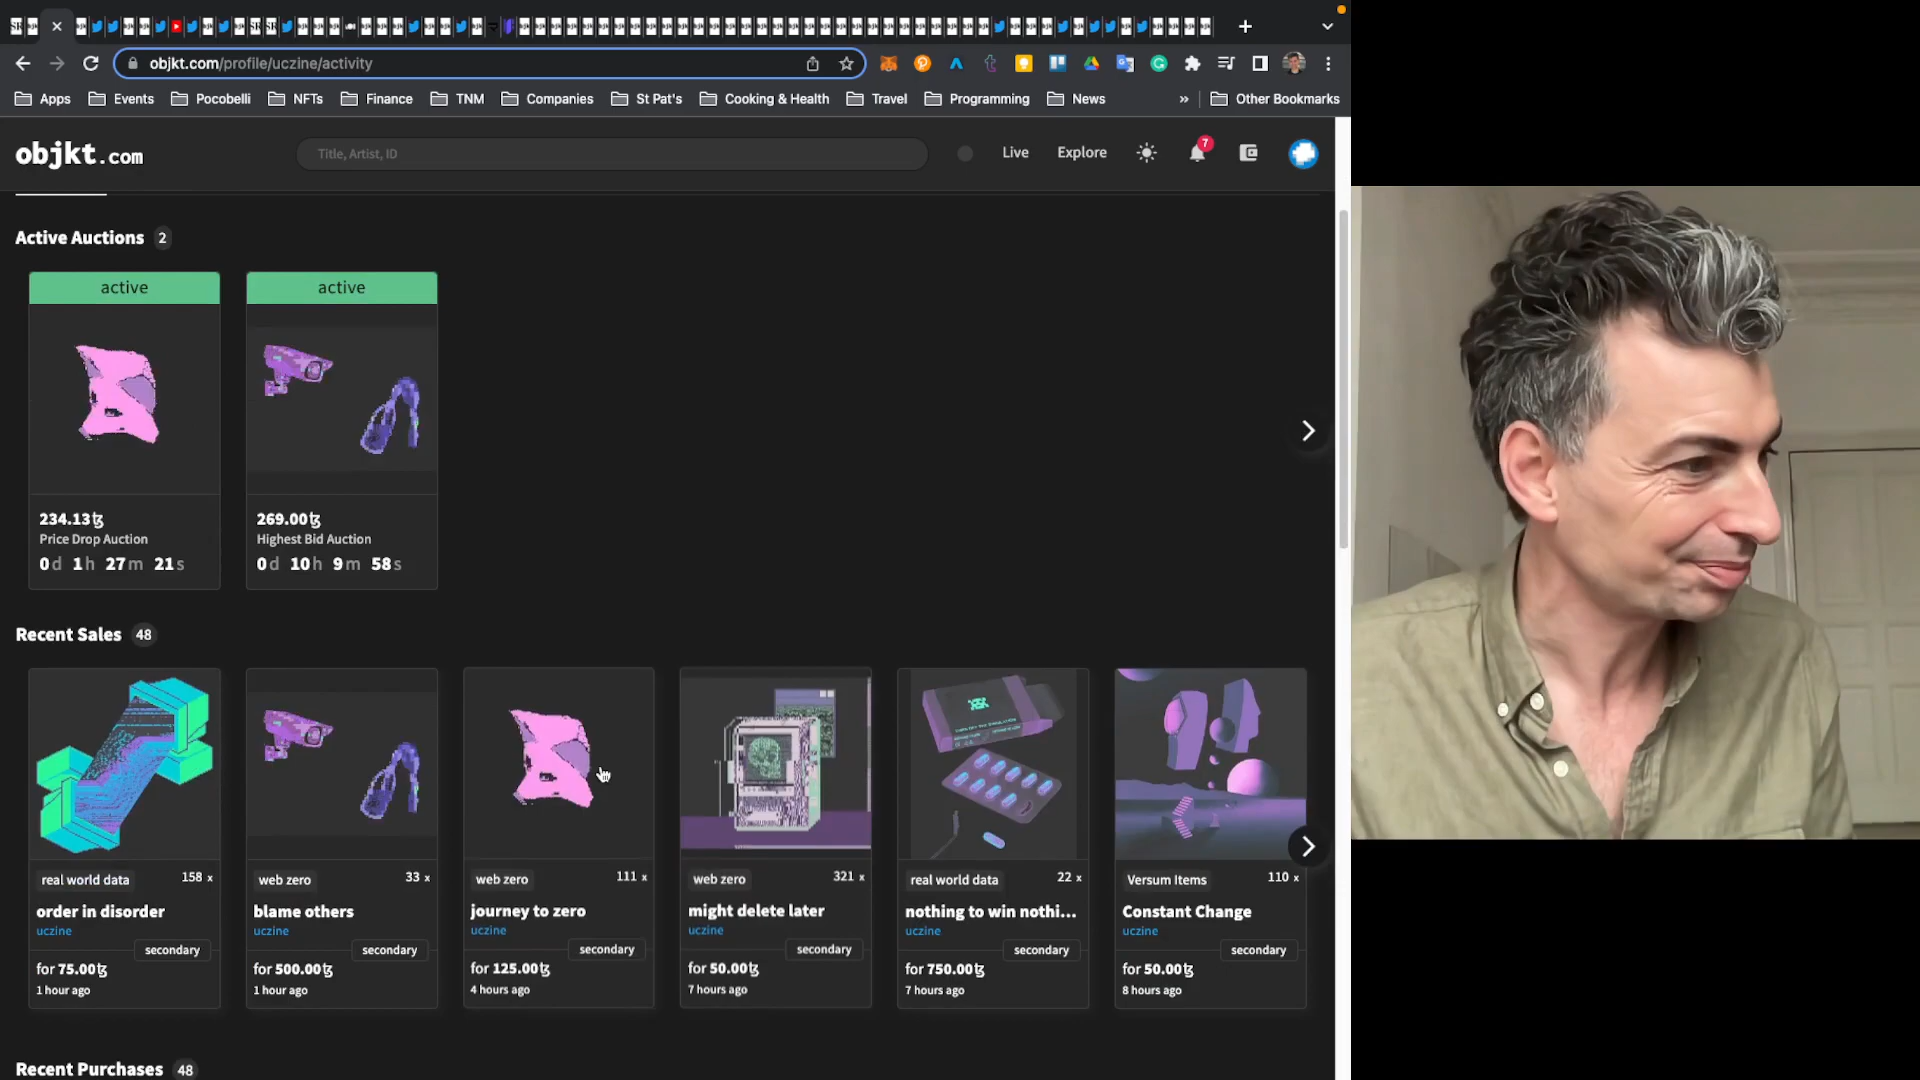 objkt.com/profile/uczine/activity
Apps
Events
Pocobelli
NFTs
Finance
TNM
Companies
St Pat's
Cooking & Health
Travel
Programming
News
»
Other Bookmarks
objkt.com
Title, Artist, ID
Live
Explore
7
Active Auctions 2
active
active
234.13ꜩ
Price Drop Auction
0d 1h 27m 21s
269.00ꜩ
Highest Bid Auction
0d 10h 9m 58s
Recent Sales 48
real world data 158 x
order in disorder
uczine
secondary
for 75.00ꜩ
1 hour ago
web zero 33 x
blame others
uczine
secondary
for 500.00ꜩ
1 hour ago
web zero 111 x
journey to zero
uczine
secondary
for 125.00ꜩ
4 hours ago
web zero 321 x
might delete later
uczine
secondary
for 50.00ꜩ
7 hours ago
real world data 22 x
nothing to win nothi...
uczine
secondary
for 750.00ꜩ
7 hours ago
Versum Items 110 x
Constant Change
uczine
secondary
for 50.00ꜩ
8 hours ago
Recent Purchases 48